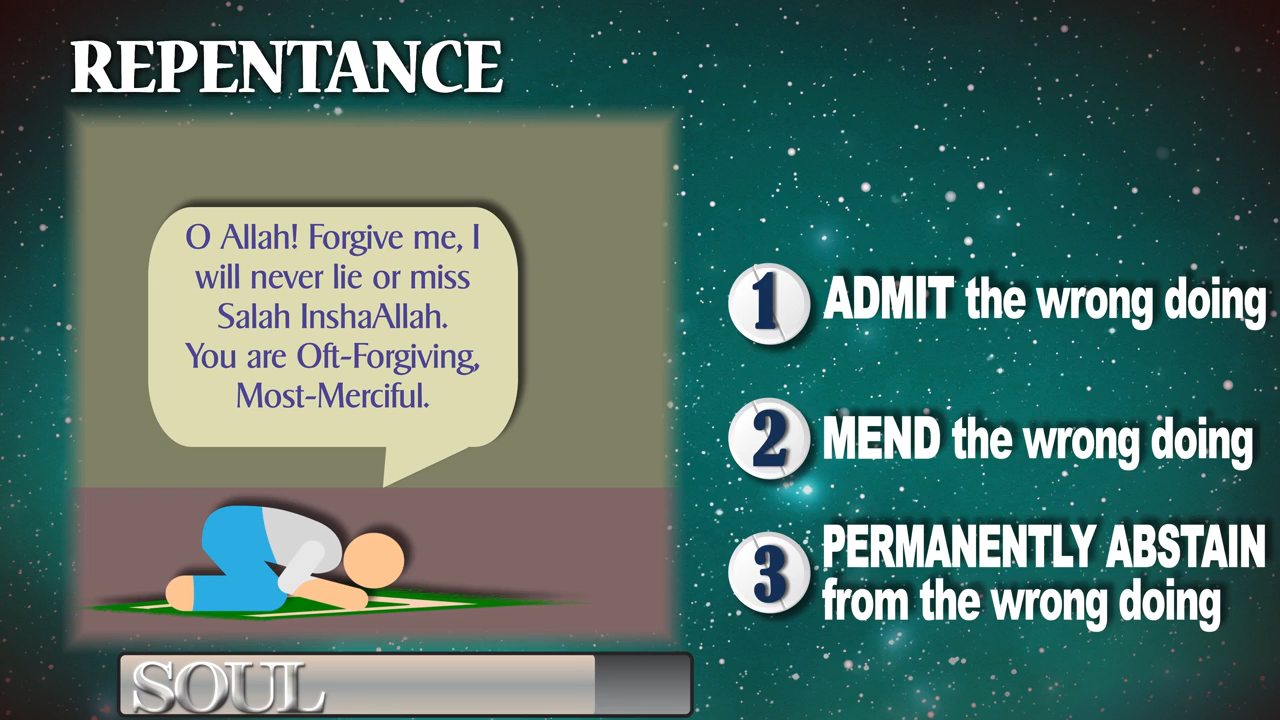 REPENTANCE
O Allah! Forgive me, I
will never lie or miss
Salah InshaAllah.
You are Oft-Forgiving,
Most-Merciful.
1 ADMIT the wrong doing
2 MEND the wrong doing
3 PERMANENTLY ABSTAIN
from the wrong doing
SOUL